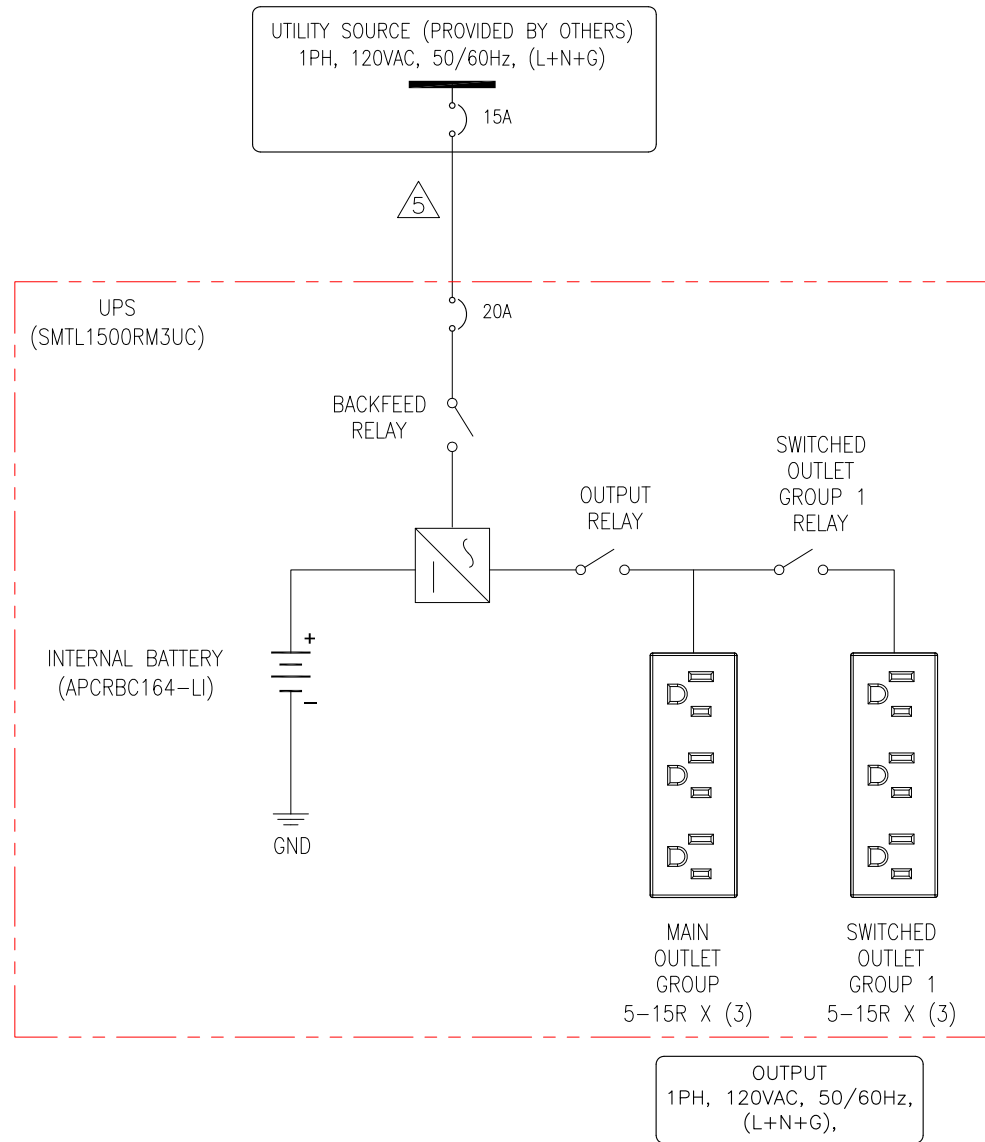 UTILITY SOURCE (PROVIDED BY OTHERS)
1PH, 120VAC, 50/60Hz, (L+N+G)
15A
5
UPS
(SMTL1500RM3UC)
20A
BACKFEED
RELAY
SWITCHED
OUTLET
GROUP 1
RELAY
OUTPUT
RELAY
INTERNAL BATTERY
(APCRBC164-LI)
+
−
GND
MAIN
OUTLET
GROUP
5-15R X (3)
SWITCHED
OUTLET
GROUP 1
5-15R X (3)
OUTPUT
1PH, 120VAC, 50/60Hz,
(L+N+G),